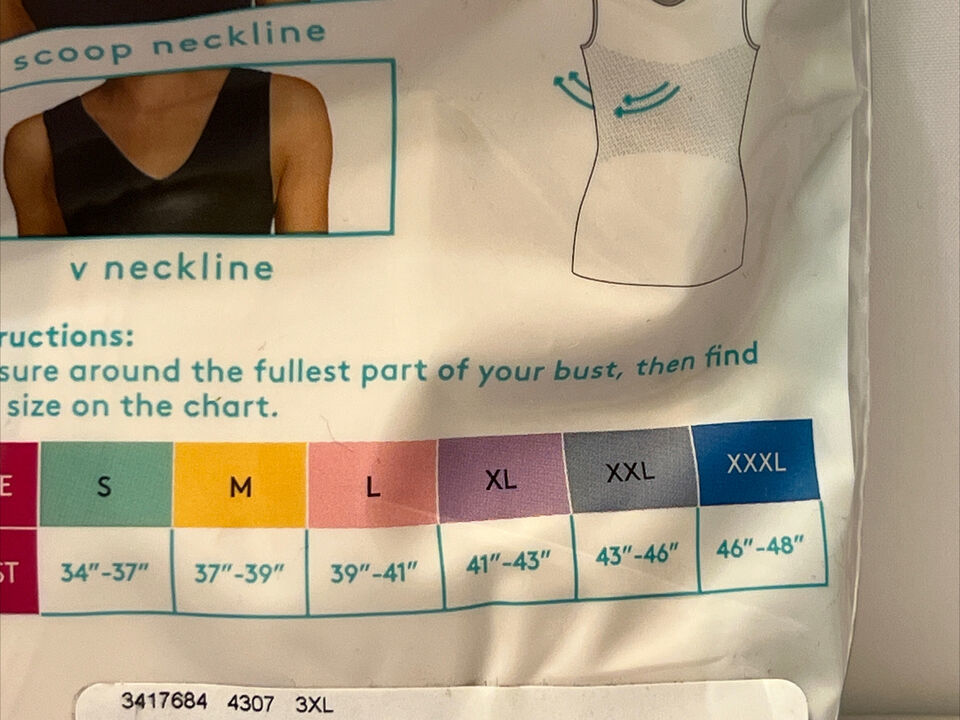 scoop neckline
v neckline
ructions:
sure around the fullest part of your bust, then find
size on the chart.
E S M L XL XXL XXXL
ST 34"-37" 37"-39" 39"-41" 41"-43" 43"-46" 46"-48"
3417684 4307 3XL